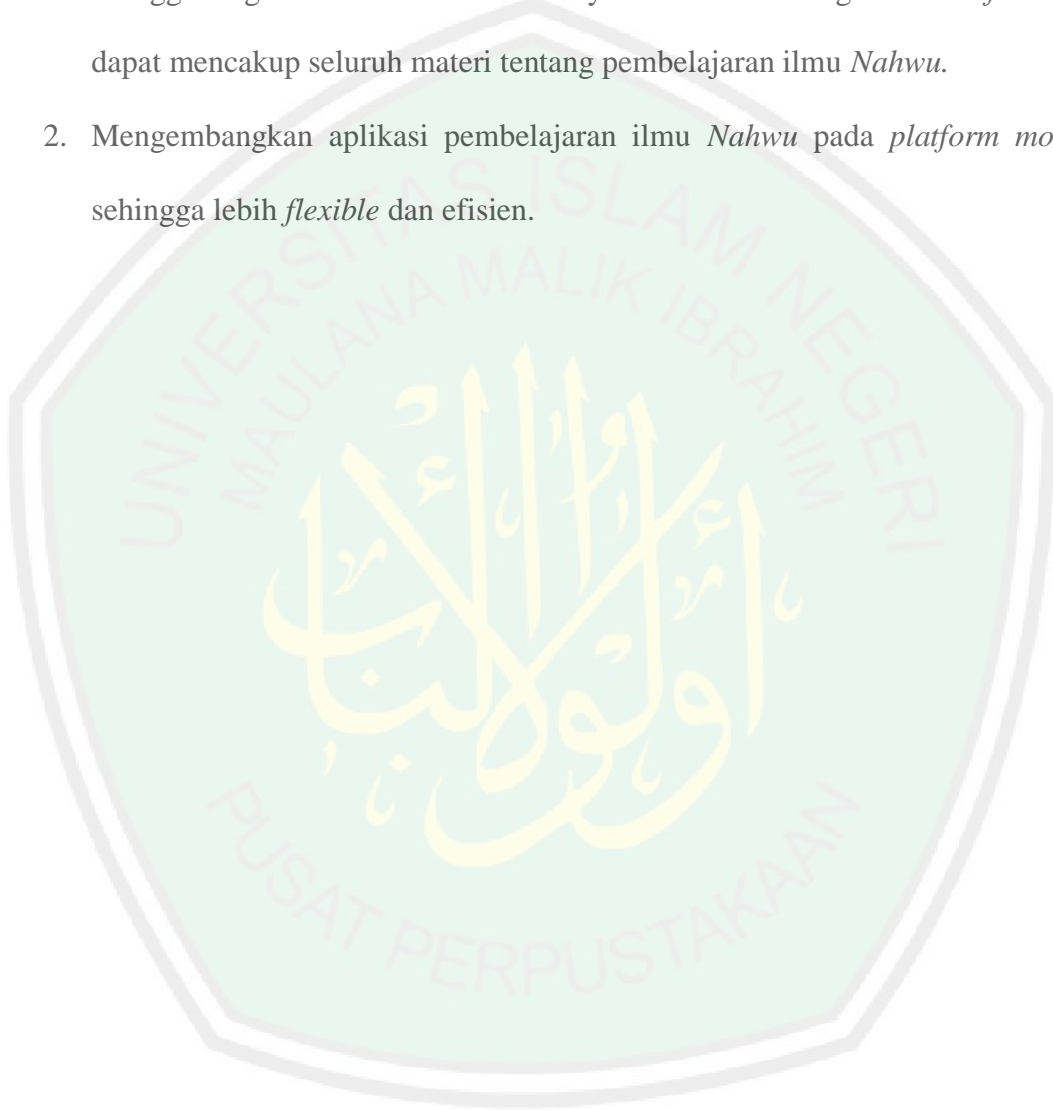 dapat mencakup seluruh materi tentang pembelajaran ilmu Nahwu.
2. Mengembangkan aplikasi pembelajaran ilmu Nahwu pada platform mo
sehingga lebih flexible dan efisien.
UNIVERSITAS ISLAM NEGERI
MAULANA MALIK IBRAHIM
PUSAT PERPUSTAKAAN